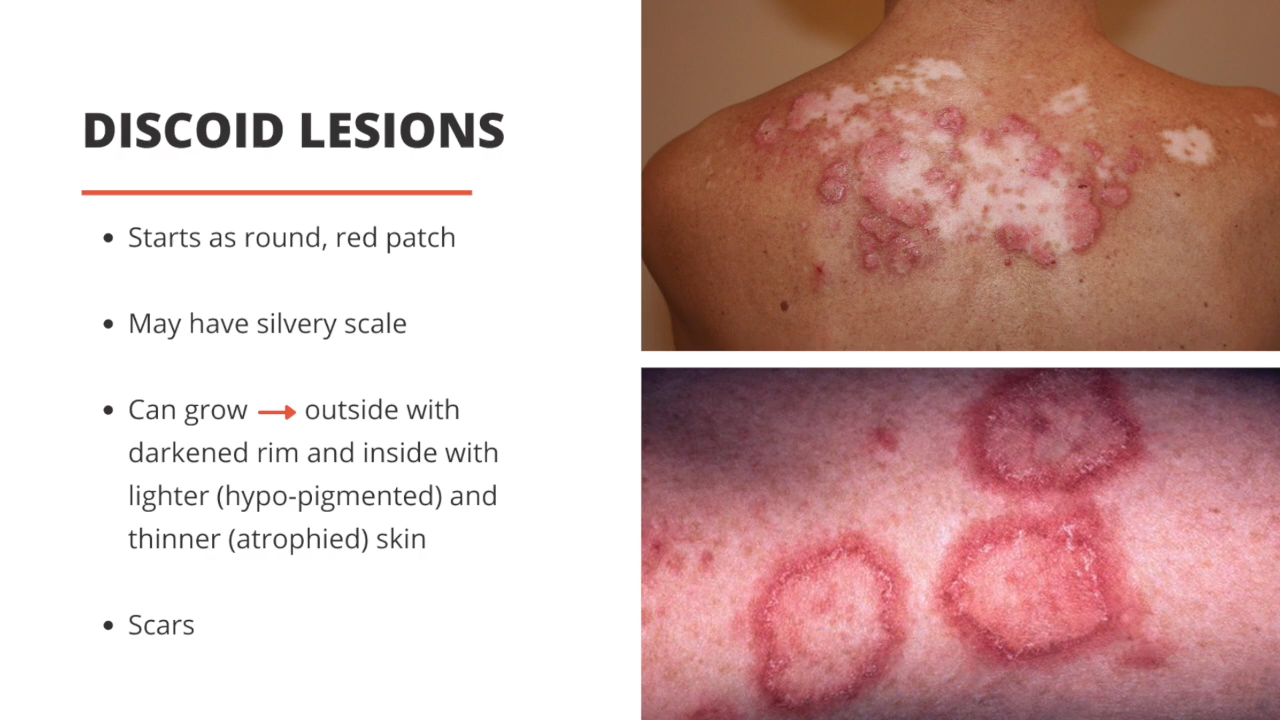 DISCOID LESIONS
• Starts as round, red patch
• May have silvery scale
• Can grow → outside with
darkened rim and inside with
lighter (hypo-pigmented) and
thinner (atrophied) skin
• Scars